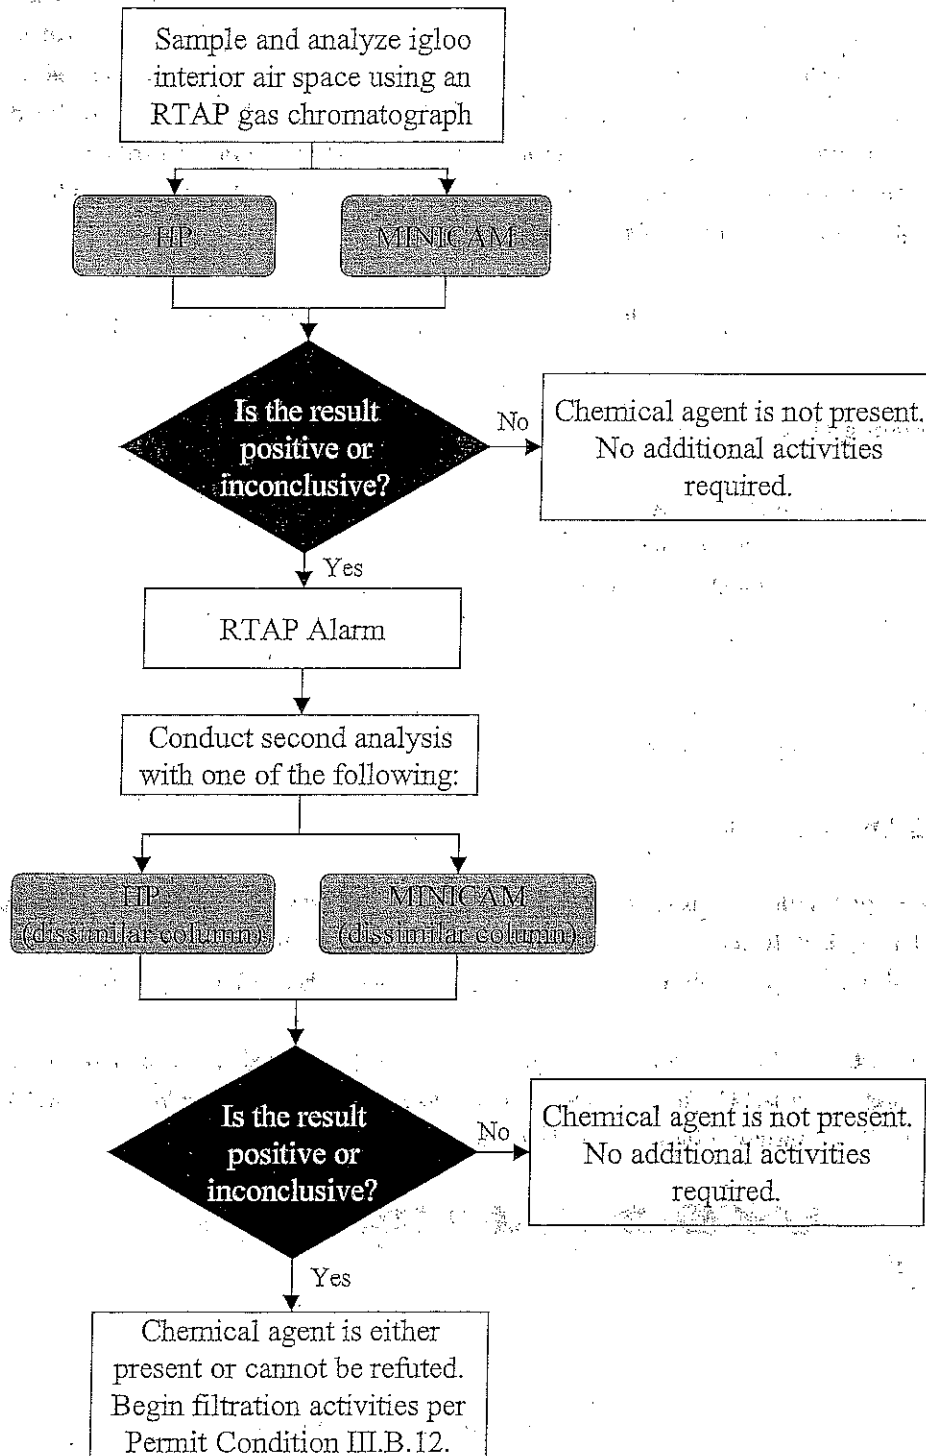 Sample and analyze igloo
interior air space using an
RTAP gas chromatograph
HP
MINICAM
Is the result
positive or
inconclusive?
No
Chemical agent is not present.
No additional activities
required.
Yes
RTAP Alarm
Conduct second analysis
with one of the following:
HP
(dissimilar column)
MINICAM
(dissimilar column)
Is the result
positive or
inconclusive?
No
Chemical agent is not present.
No additional activities
required.
Yes
Chemical agent is either
present or cannot be refuted.
Begin filtration activities per
Permit Condition III.B.12.